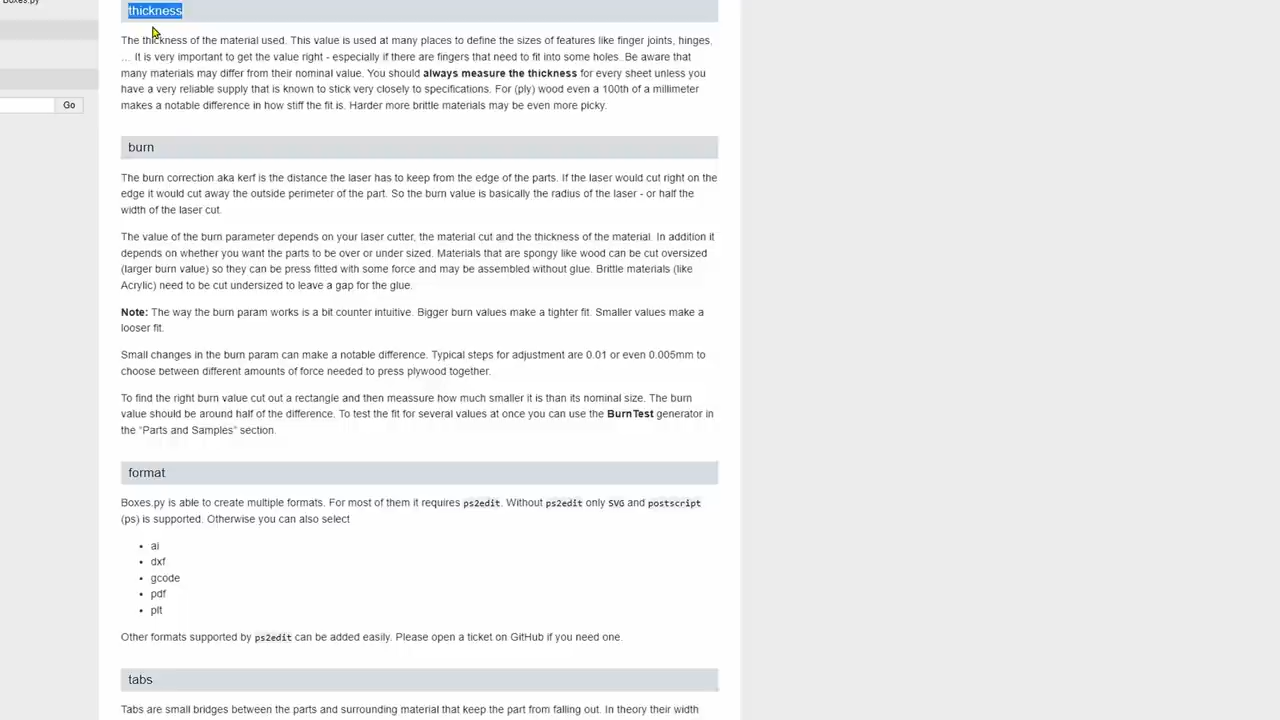 Boxes.py
thickness
The thickness of the material used. This value is used at many places to define the sizes of features like finger joints, hinges,
... It is very important to get the value right - especially if there are fingers that need to fit into some holes. Be aware that
many materials may differ from their nominal value. You should always measure the thickness for every sheet unless you
have a very reliable supply that is known to stick very closely to specifications. For (ply) wood even a 100th of a millimeter
makes a notable difference in how stiff the fit is. Harder more brittle materials may be even more picky.
Go
burn
The burn correction aka kerf is the distance the laser has to keep from the edge of the parts. If the laser would cut right on the
edge it would cut away the outside perimeter of the part. So the burn value is basically the radius of the laser - or half the
width of the laser cut.
The value of the burn parameter depends on your laser cutter, the material cut and the thickness of the material. In addition it
depends on whether you want the parts to be over or under sized. Materials that are spongy like wood can be cut oversized
(larger burn value) so they can be press fitted with some force and may be assembled without glue. Brittle materials (like
Acrylic) need to be cut undersized to leave a gap for the glue.
Note: The way the burn param works is a bit counter intuitive. Bigger burn values make a tighter fit. Smaller values make a
looser fit.
Small changes in the burn param can make a notable difference. Typical steps for adjustment are 0.01 or even 0.005mm to
choose between different amounts of force needed to press plywood together.
To find the right burn value cut out a rectangle and then meassure how much smaller it is than its nominal size. The burn
value should be around half of the difference. To test the fit for several values at once you can use the BurnTest generator in
the “Parts and Samples” section.
format
Boxes.py is able to create multiple formats. For most of them it requires ps2edit. Without ps2edit only SVG and postscript
(ps) is supported. Otherwise you can also select
• ai
• dxf
• gcode
• pdf
• plt
Other formats supported by ps2edit can be added easily. Please open a ticket on GitHub if you need one.
tabs
Tabs are small bridges between the parts and surrounding material that keep the part from falling out. In theory their width